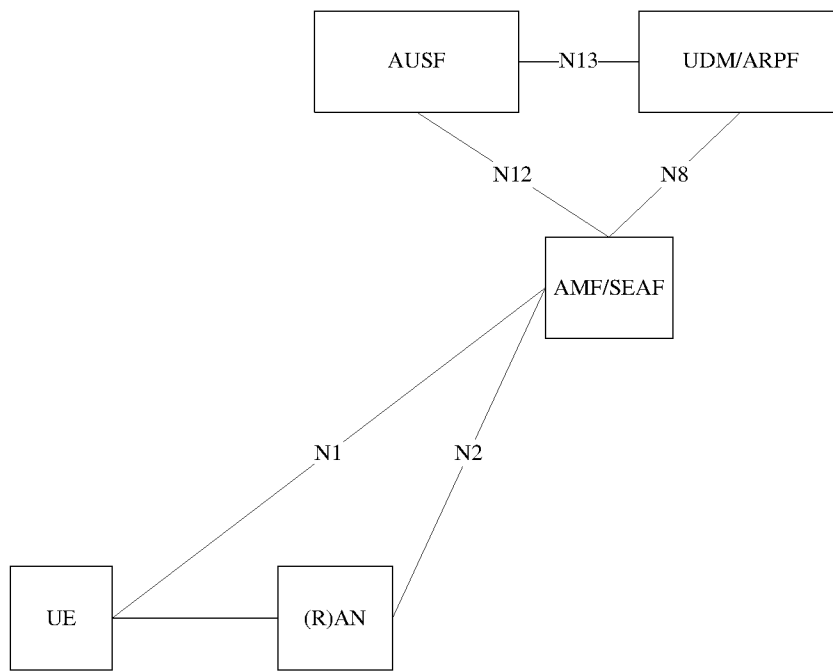 AUSF
N13
UDM/ARPF
N12
N8
AMF/SEAF
N1
N2
UE
(R)AN